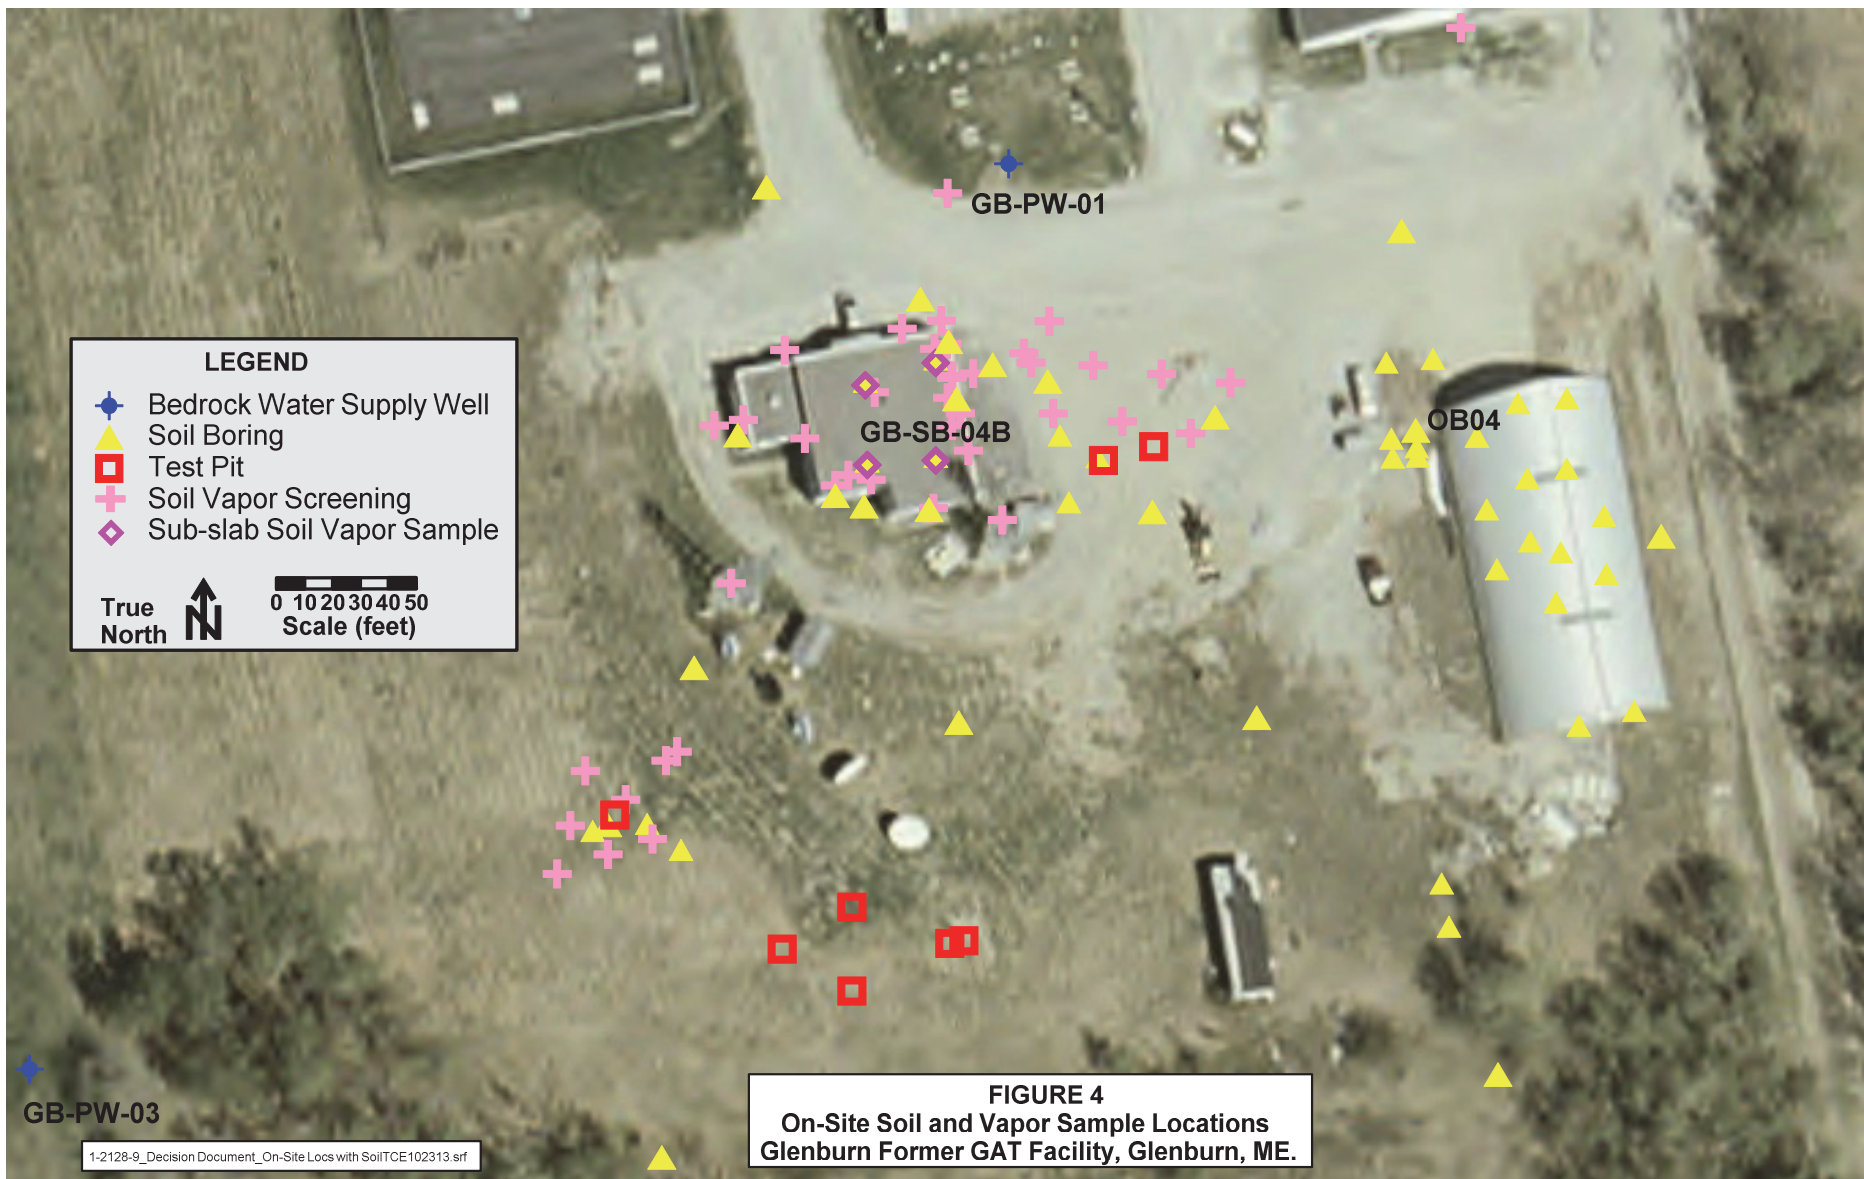 GB-PW-01
LEGEND
Bedrock Water Supply Well
Soil Boring
Test Pit
Soil Vapor Screening
Sub-slab Soil Vapor Sample
True
North
N
0 10 20 30 40 50
Scale (feet)
OB04
GB-SB-04B
GB-PW-03
FIGURE 4
On-Site Soil and Vapor Sample Locations
Glenburn Former GAT Facility, Glenburn, ME.
1-2128-9_Decision Document_On-Site Locs with SoilTCE102313.srf